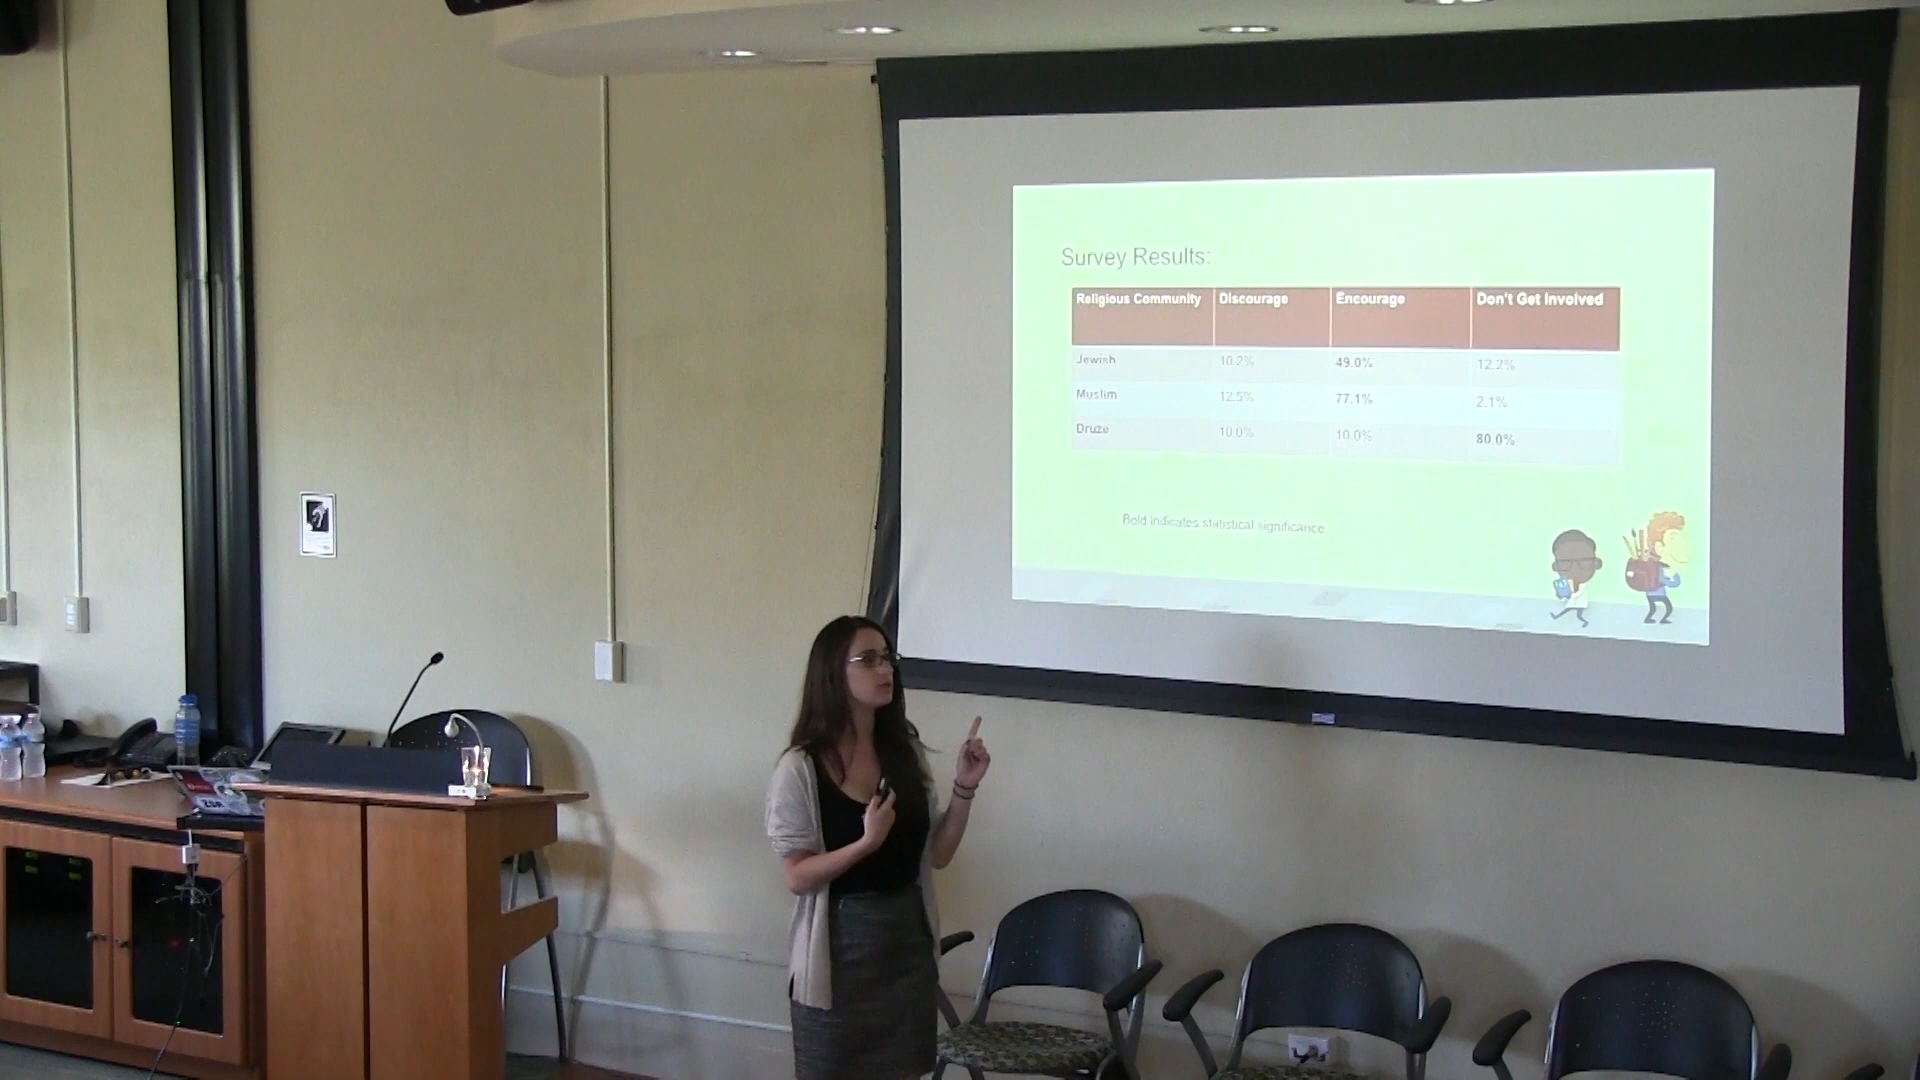 Survey Results:
Religious Community Discourage Encourage Don't Get Involved
Jewish 10.2% 49.0% 12.2%
Muslim 12.5% 77.1% 2.1%
Druze 10.0% 10.0% 80.0%
Bold indicates statistical significance